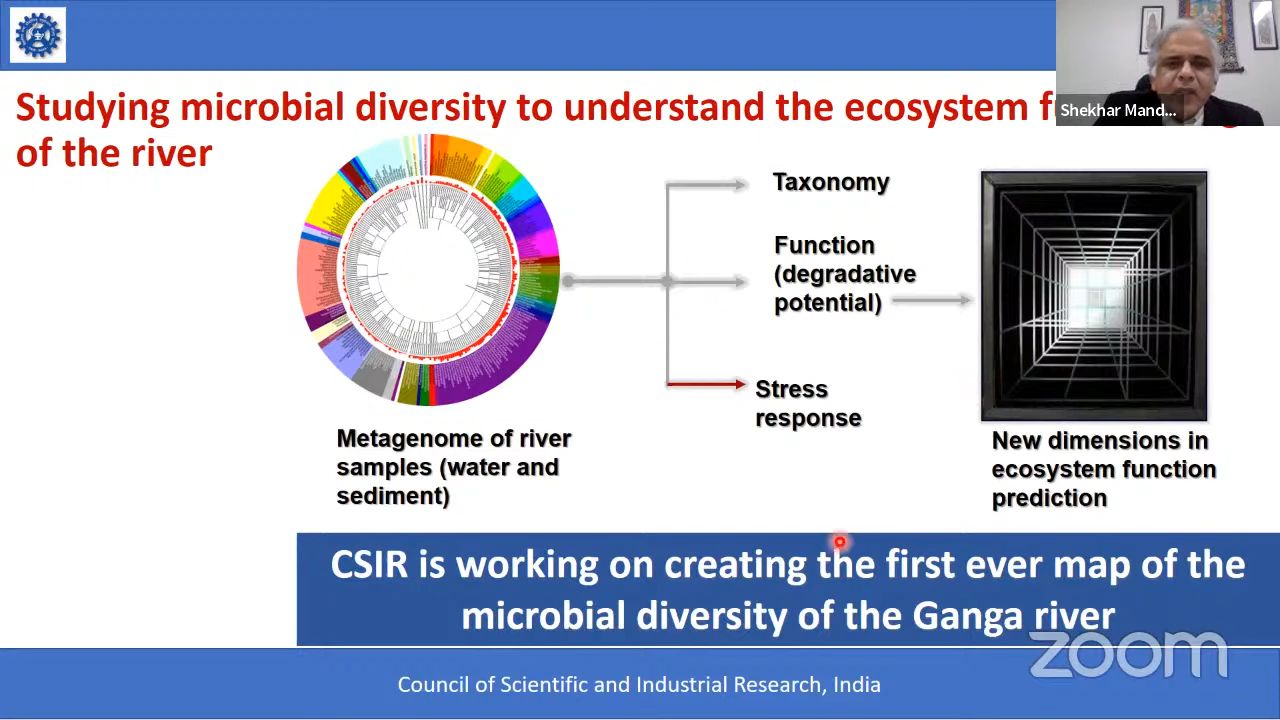 Studying microbial diversity to understand the ecosystem
of the river
Shekhar Mand...
Taxonomy
Function
(degradative
potential)
Stress
response
Metagenome of river
samples (water and
sediment)
New dimensions in
ecosystem function
prediction
CSIR is working on creating the first ever map of the
microbial diversity of the Ganga river
zoom
Council of Scientific and Industrial Research, India